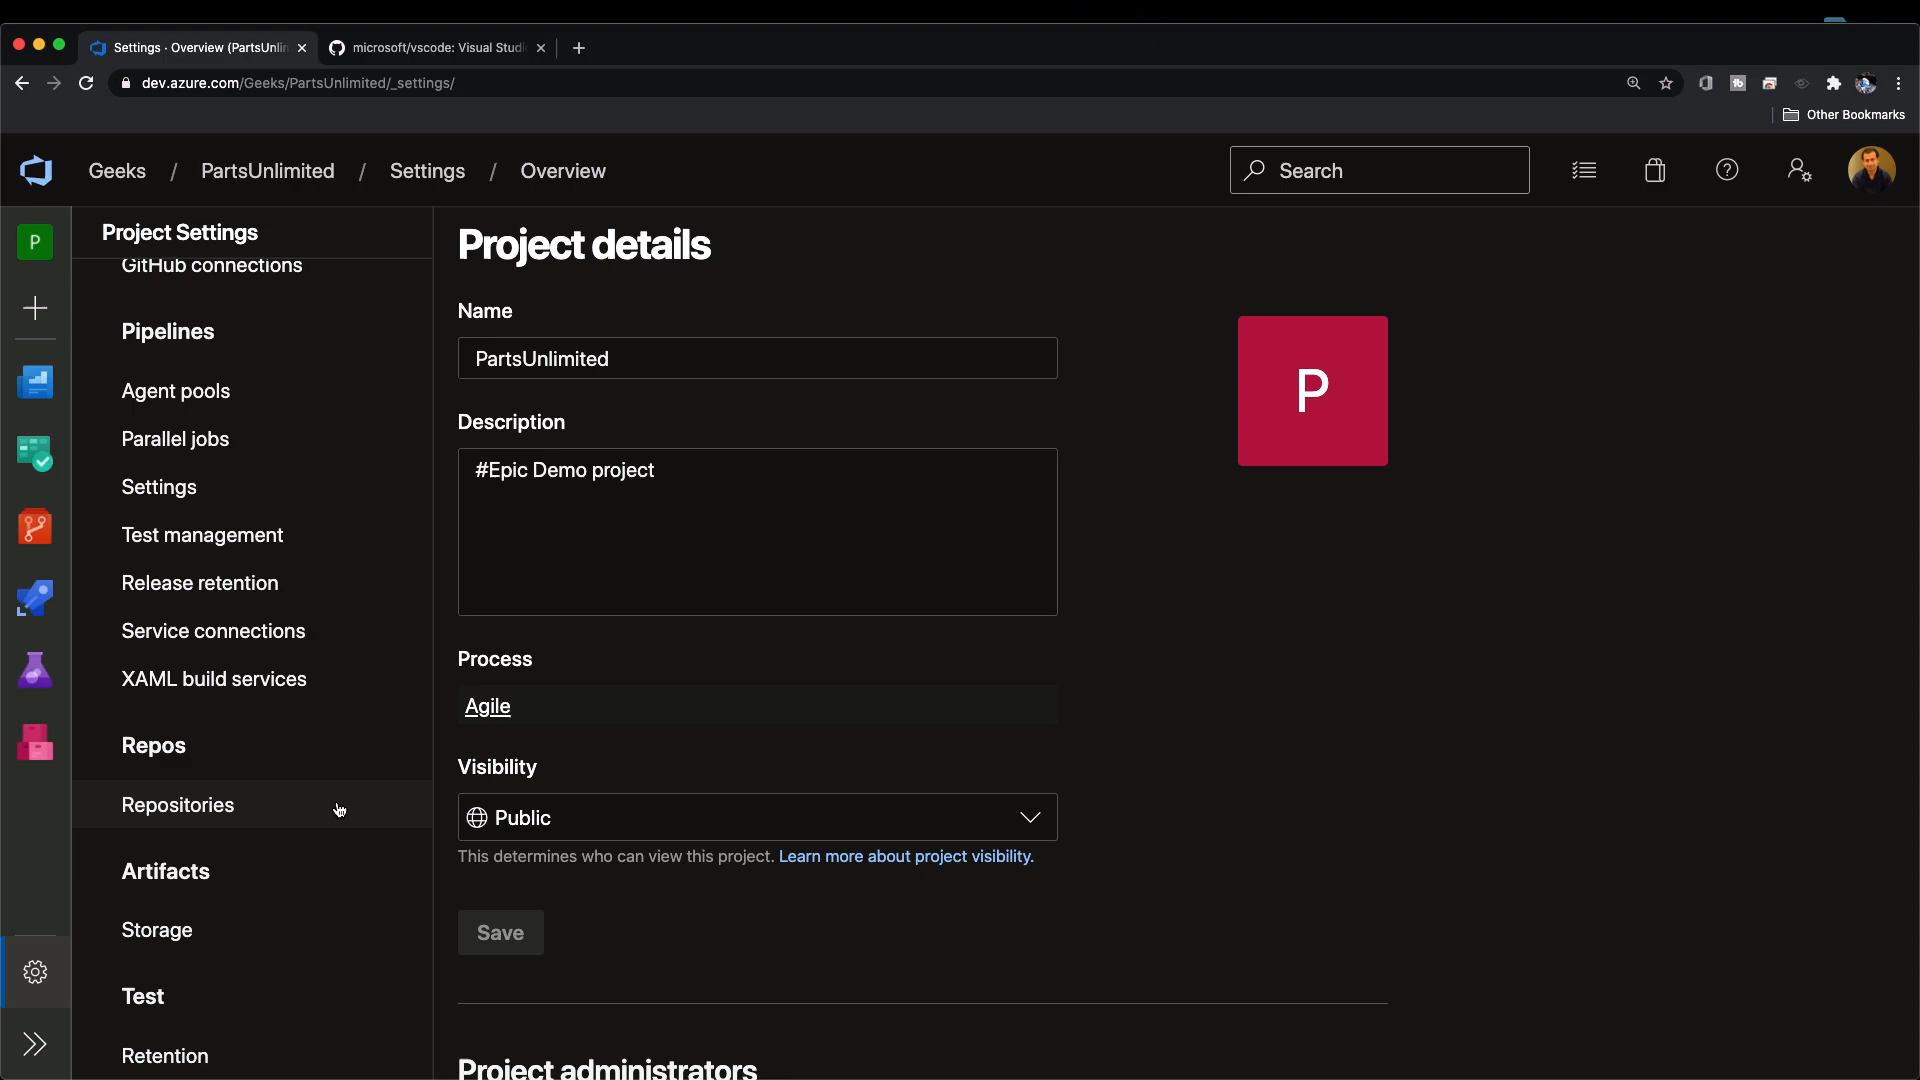 Settings · Overview (PartsUnlim
microsoft/vscode: Visual Studi
dev.azure.com/Geeks/PartsUnlimited/_settings/
Other Bookmarks
Geeks / PartsUnlimited / Settings / Overview
Search
P
Project Settings
GitHub connections
Pipelines
Agent pools
Parallel jobs
Settings
Test management
Release retention
Service connections
XAML build services
Repos
Repositories
Artifacts
Storage
Test
Retention
Project details
Name
PartsUnlimited
P
Description
#Epic Demo project
Process
Agile
Visibility
Public
This determines who can view this project. Learn more about project visibility.
Save
Project administrators